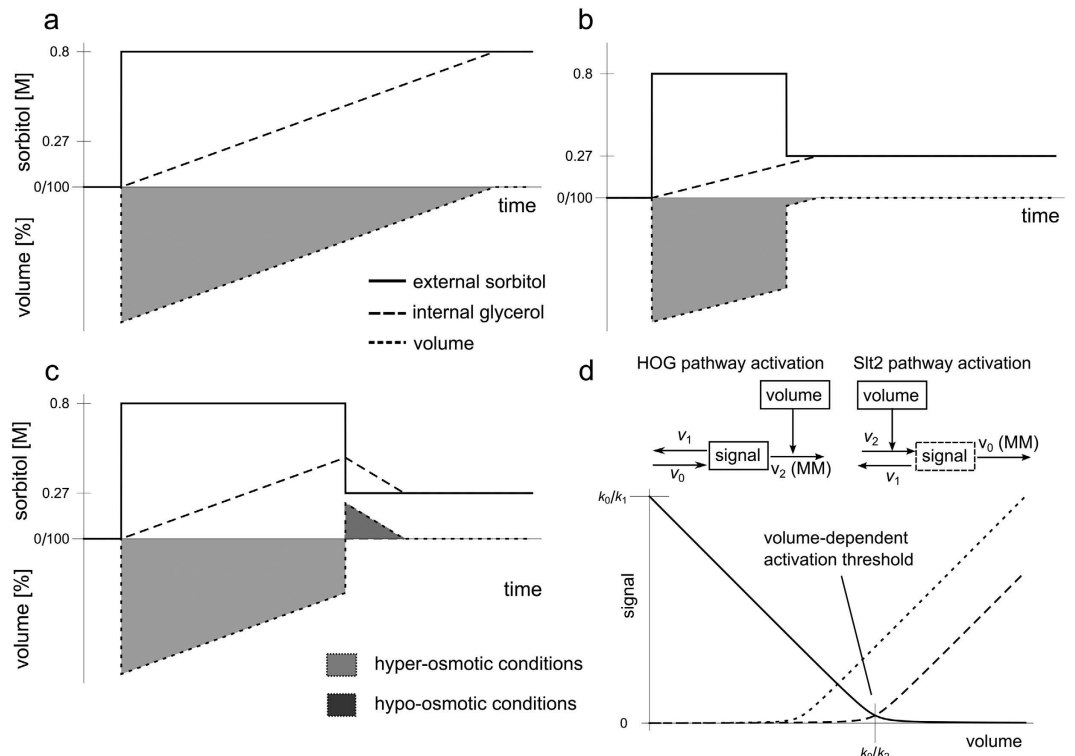 a
sorbitol [M]
0.8
0.27
0/100
volume [%]
time
external sorbitol
internal glycerol
volume
b
0.8
0.27
0/100
time
c
sorbitol [M]
0.8
0.27
0/100
volume [%]
time
hyper-osmotic conditions
hypo-osmotic conditions
d
HOG pathway activation
Slt2 pathway activation
volume
volume
v1
v0
signal
v2 (MM)
v2
v1
signal
v0 (MM)
k0/k1
signal
volume-dependent
activation threshold
0
volume